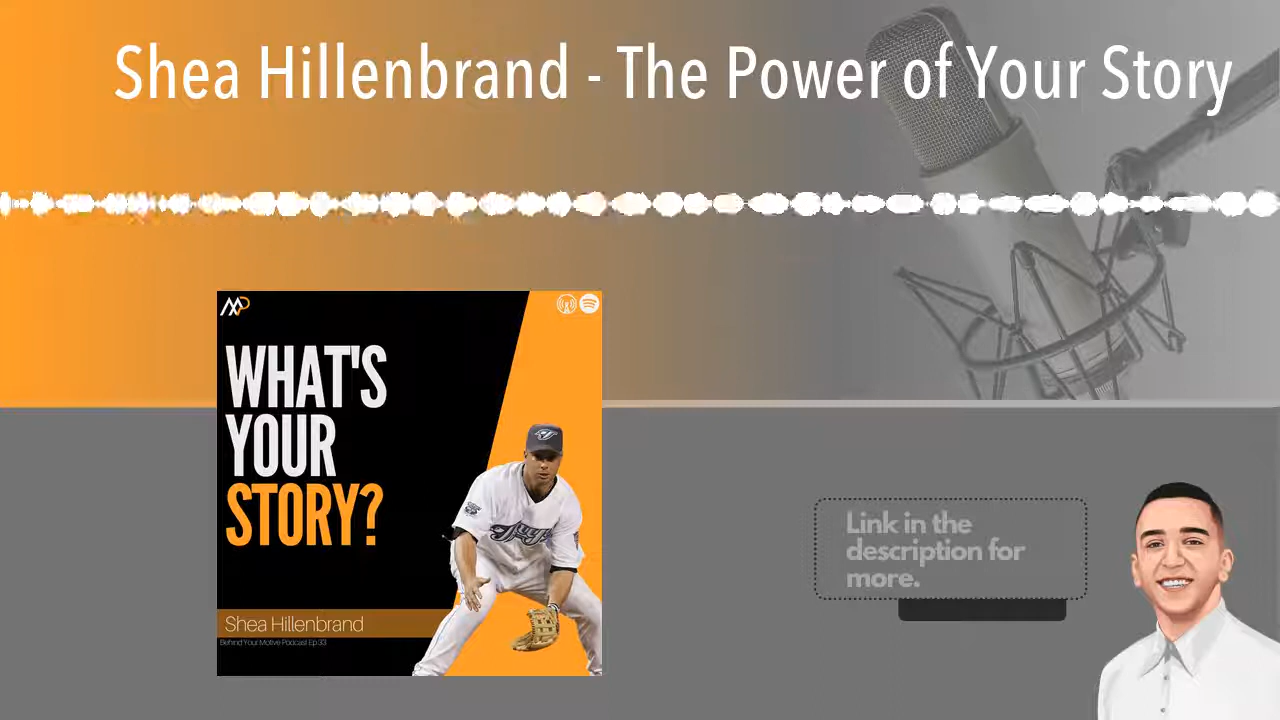 Shea Hillenbrand - The Power of Your Story
WHAT'S
YOUR
STORY?
Shea Hillenbrand
Behind Your Motive Podcast Ep 33
Jays
Link in the
description for
more.